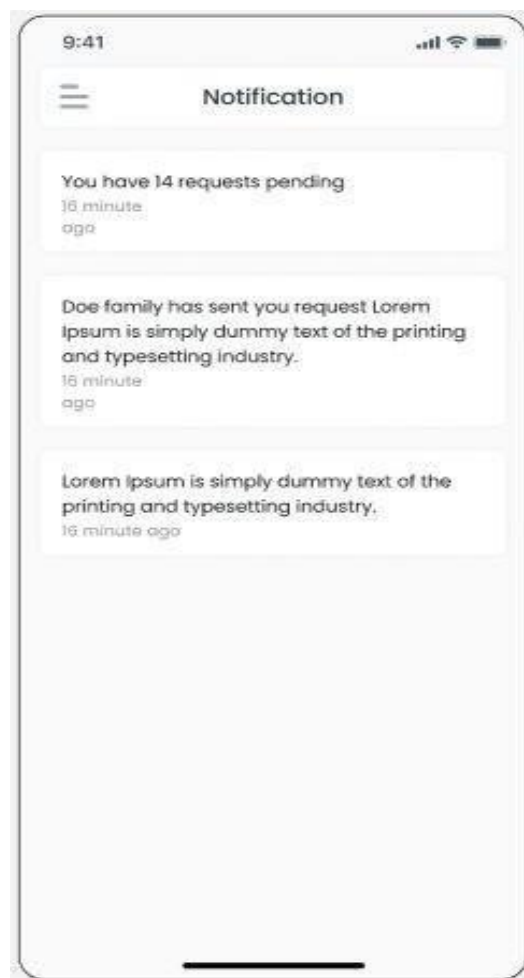 9:41
Notification
You have 14 requests pending
16 minute
ago
Doe family has sent you request Lorem
Ipsum is simply dummy text of the printing
and typesetting industry.
16 minute
ago
Lorem Ipsum is simply dummy text of the
printing and typesetting industry.
16 minute ago